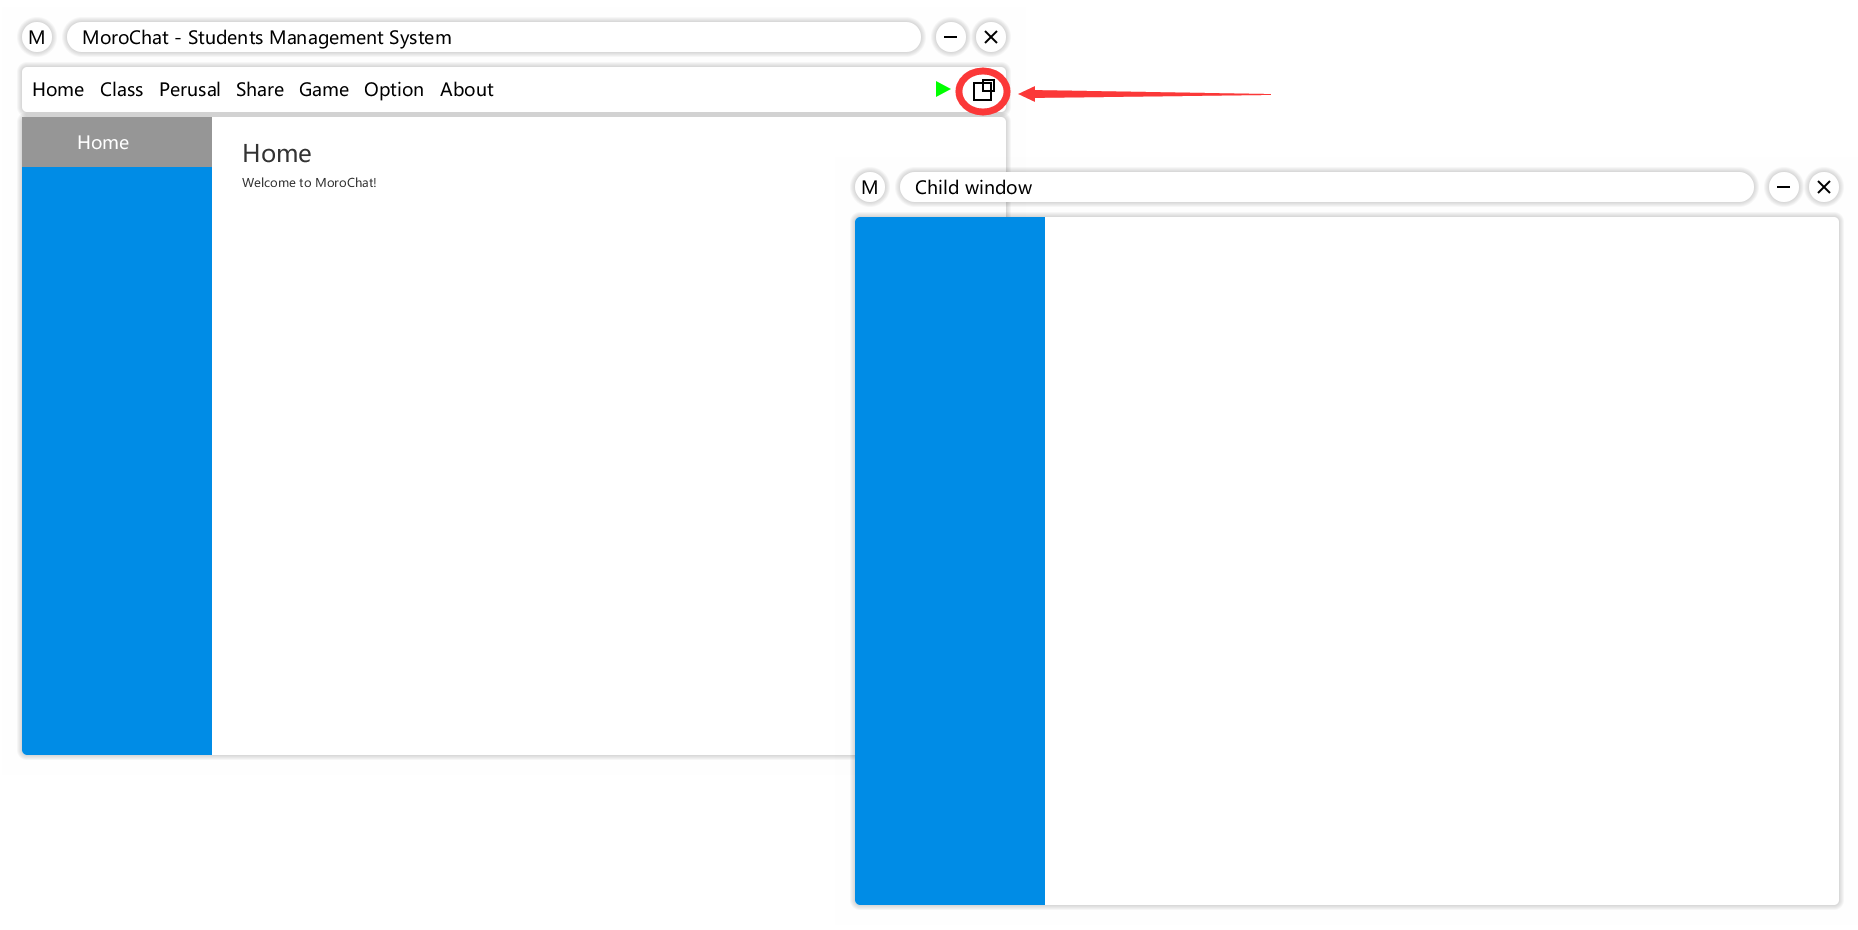 M MoroChat - Students Management System
Home Class Perusal Share Game Option About
Home
Home
Welcome to MoroChat!
M Child window